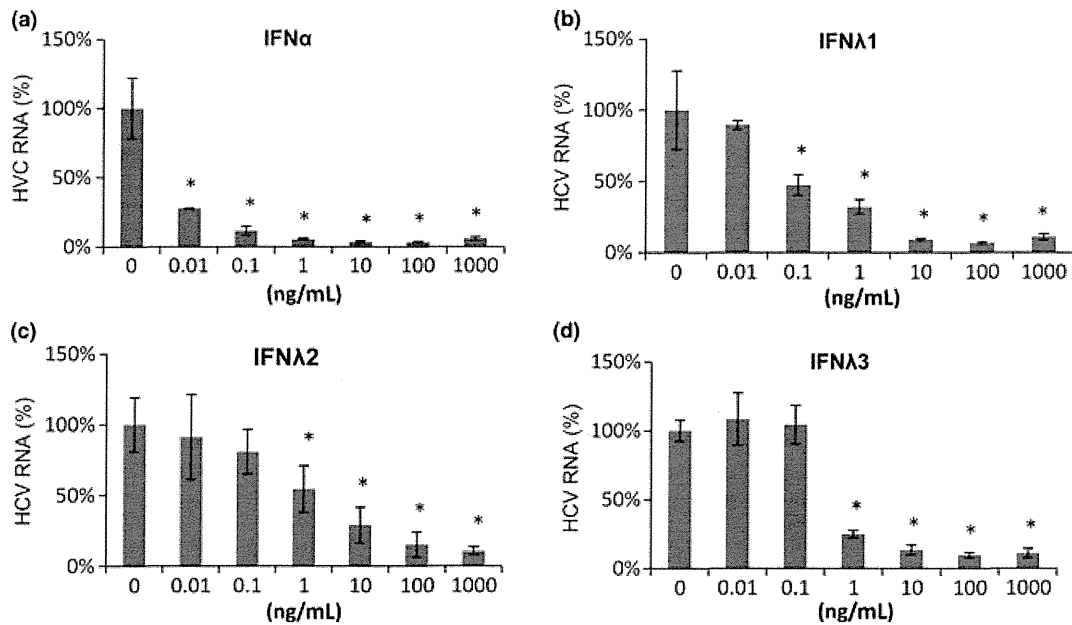 (a)
IFNα
HVC RNA (%)
150%
100%
50%
0%
* * * * * *
0 0.01 0.1 1 10 100 1000
(ng/mL)
(b)
IFNλ1
HCV RNA (%)
150%
100%
50%
0%
* * * * *
0 0.01 0.1 1 10 100 1000
(ng/mL)
(c)
IFNλ2
HCV RNA (%)
150%
100%
50%
0%
* * * *
0 0.01 0.1 1 10 100 1000
(ng/mL)
(d)
IFNλ3
HCV RNA (%)
150%
100%
50%
0%
* * * *
0 0.01 0.1 1 10 100 1000
(ng/mL)